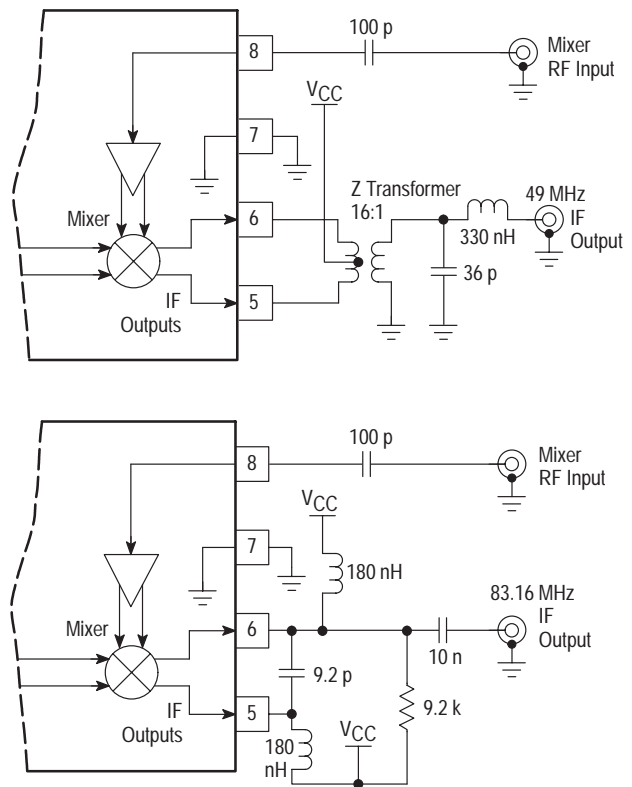 100 p
8
Mixer
RF Input
VCC
7
Z Transformer
16:1
49 MHz
IF
Output
Mixer
6
330 nH
36 p
IF
Outputs
5
100 p
8
Mixer
RF Input
VCC
7
180 nH
83.16 MHz
IF
Output
Mixer
6
10 n
9.2 p
9.2 k
5
IF
Outputs
180
nH
VCC